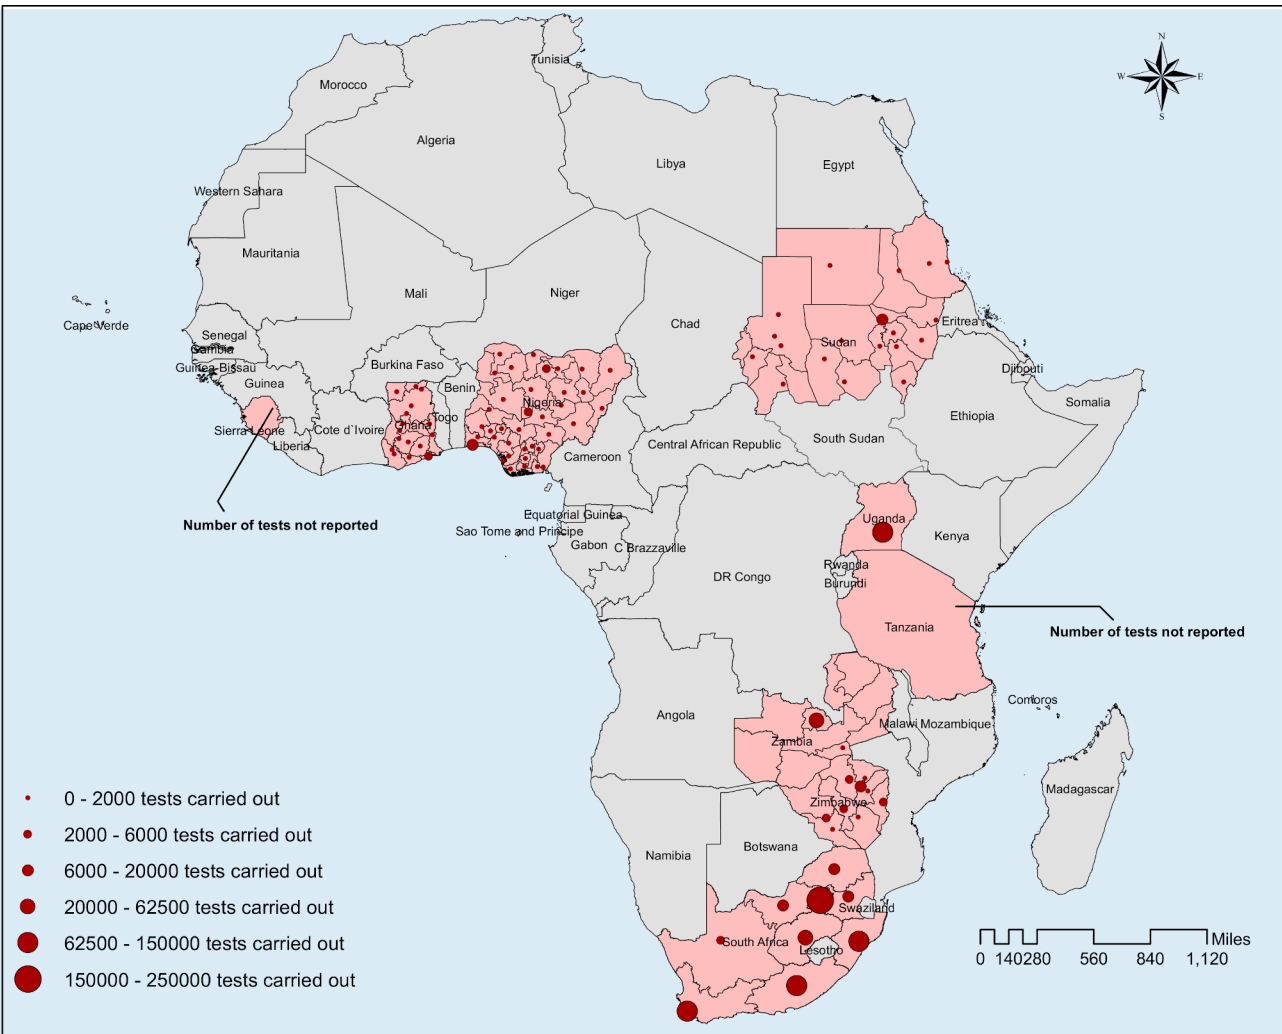 N
W E
S
Tunisia
Morocco
Algeria
Libya
Egypt
Western Sahara
Mauritania
Mali
Niger
Chad
Sudan
Eritrea
Cape Verde
Senegal
Gambia
Guinea-Bissau
Guinea
Burkina Faso
Benin
Nigeria
Djibouti
Somalia
Ethiopia
Sierra Leone
Liberia
Cote d`Ivoire
Ghana
Togo
Cameroon
Central African Republic
South Sudan
Number of tests not reported
Equatorial Guinea
Sao Tome and Principe
Gabon
C Brazzaville
Uganda
Kenya
DR Congo
Rwanda
Burundi
Tanzania
Number of tests not reported
Angola
Zambia
Malawi
Mozambique
Comoros
Madagascar
Zimbabwe
Namibia
Botswana
Swaziland
South Africa
Lesotho
0 - 2000 tests carried out
2000 - 6000 tests carried out
6000 - 20000 tests carried out
20000 - 62500 tests carried out
62500 - 150000 tests carried out
150000 - 250000 tests carried out
Miles
0 140280 560 840 1,120